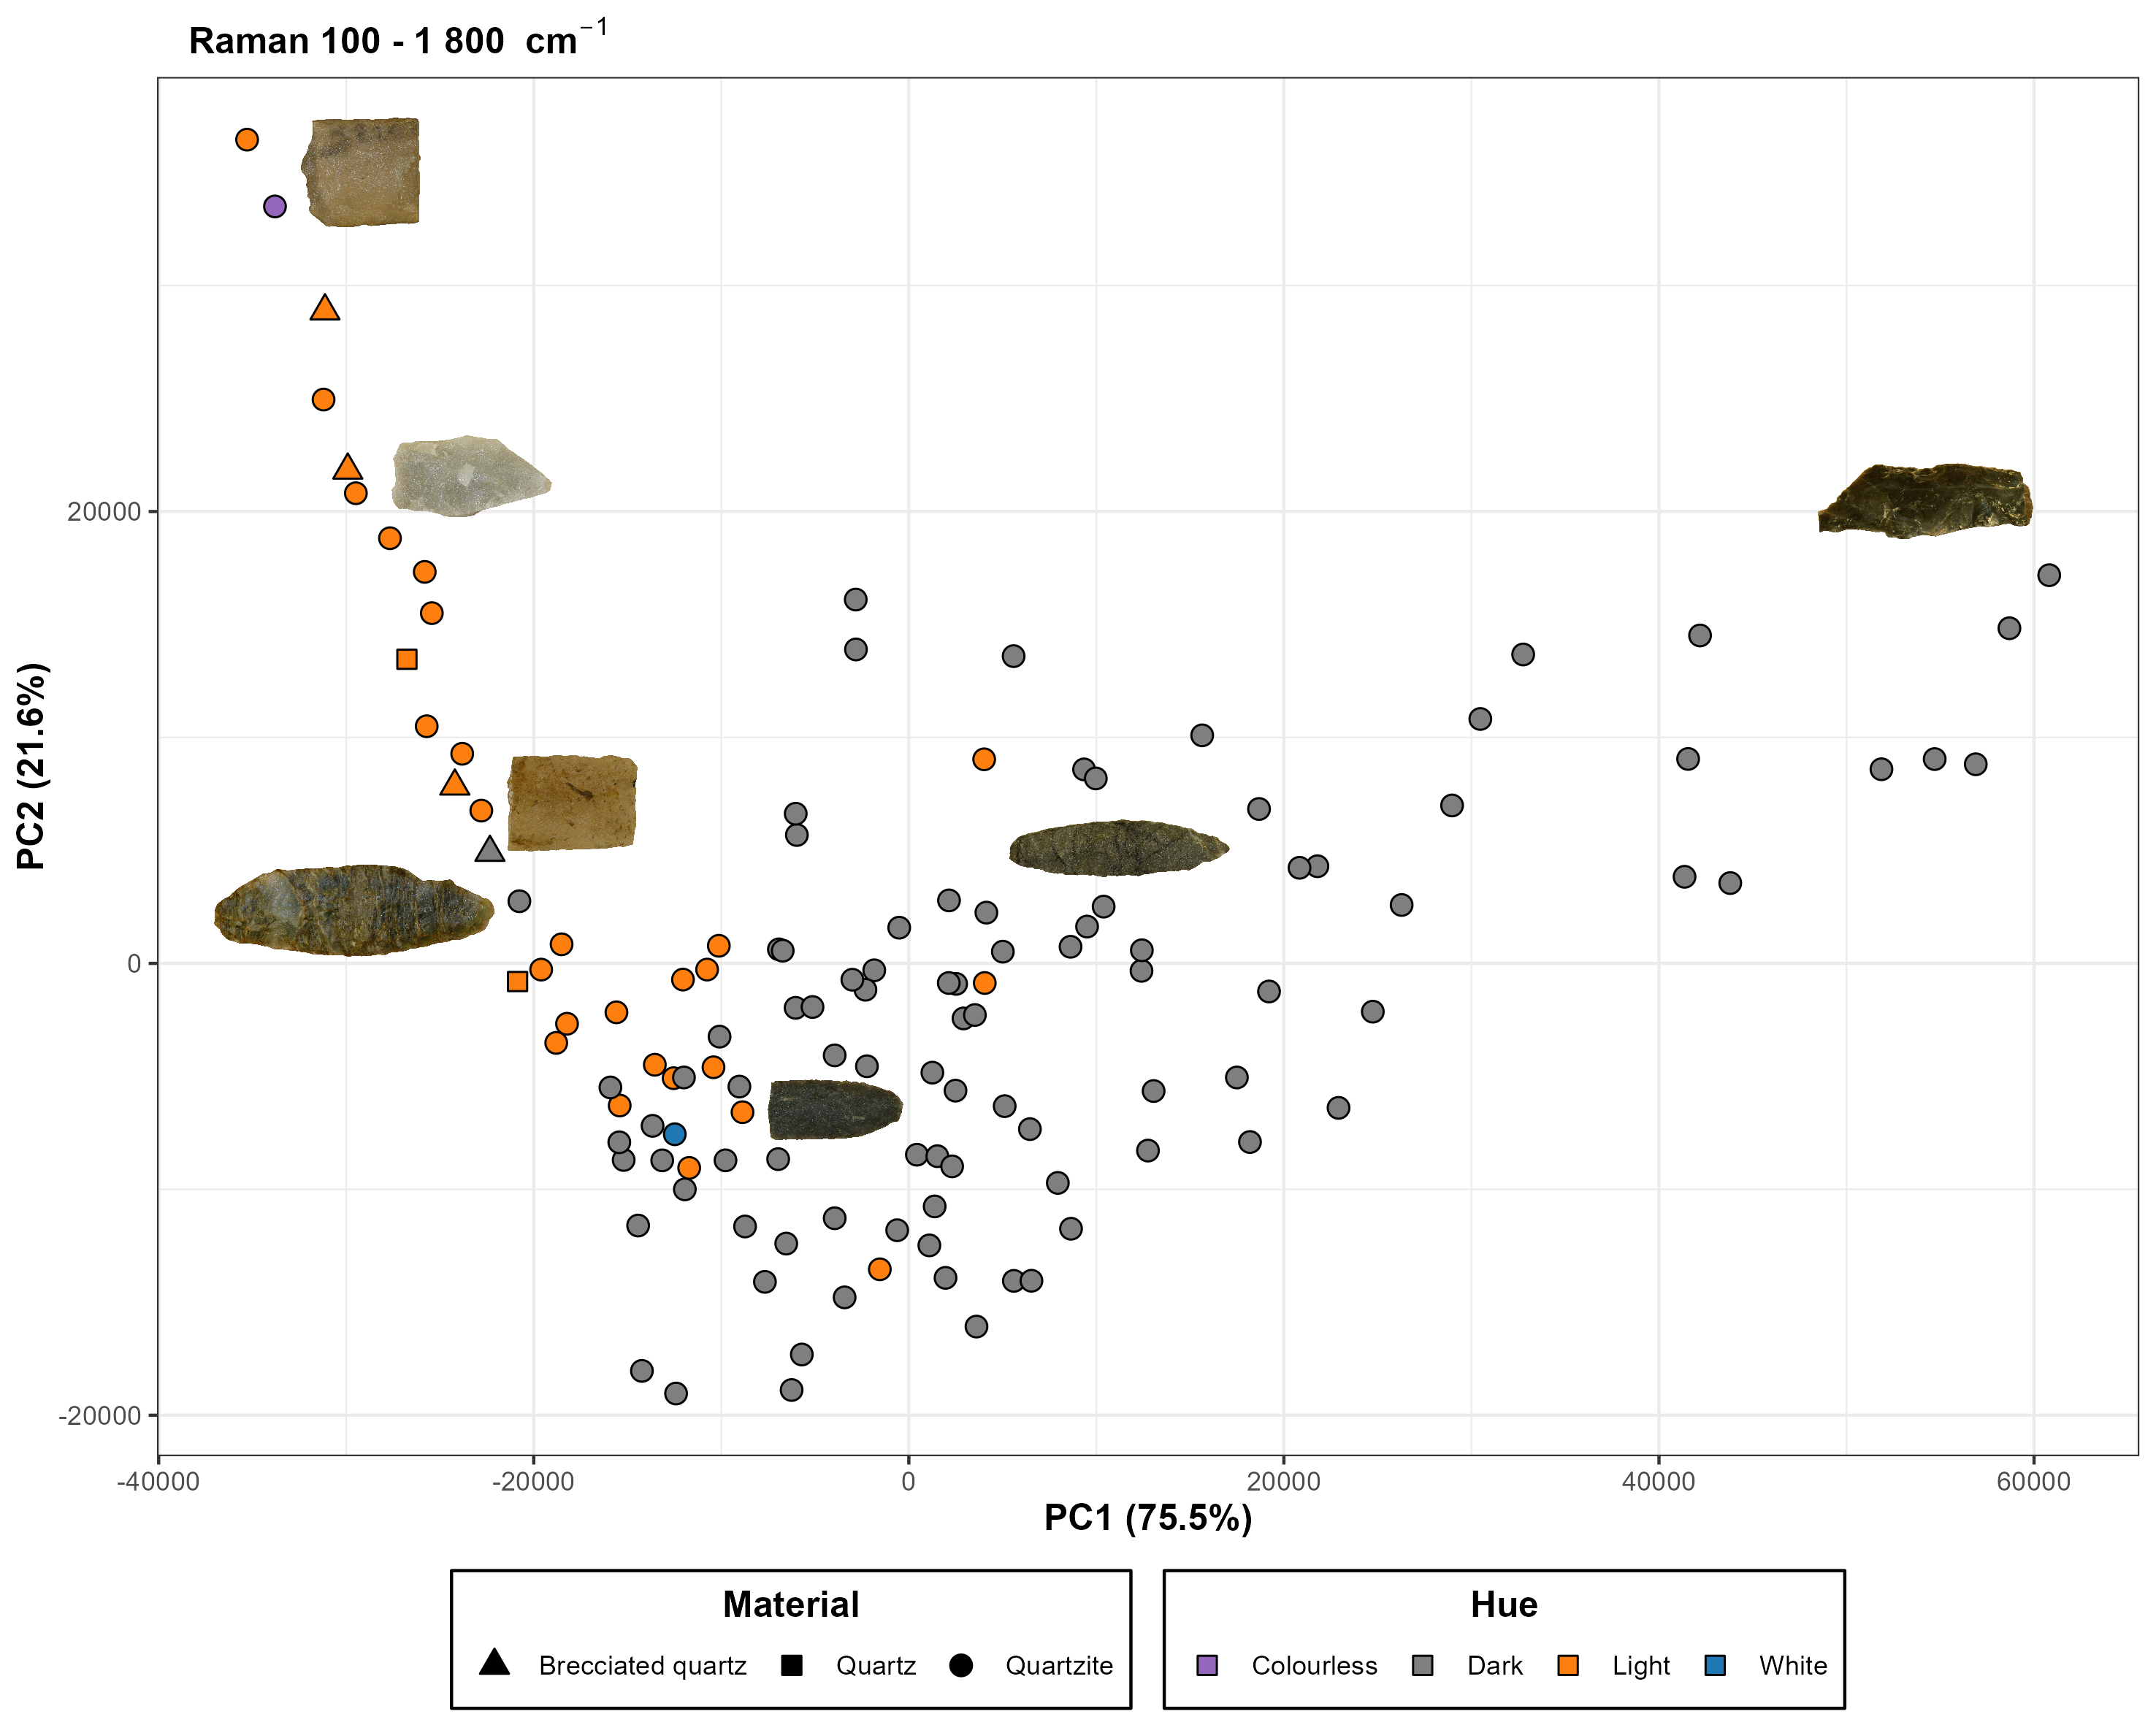 Raman 100 - 1 800 cm⁻¹
PC2 (21.6%)
20000
0
-20000
-40000 -20000 0 20000 40000 60000
PC1 (75.5%)
Material
Brecciated quartz Quartz Quartzite
Hue
Colourless Dark Light White